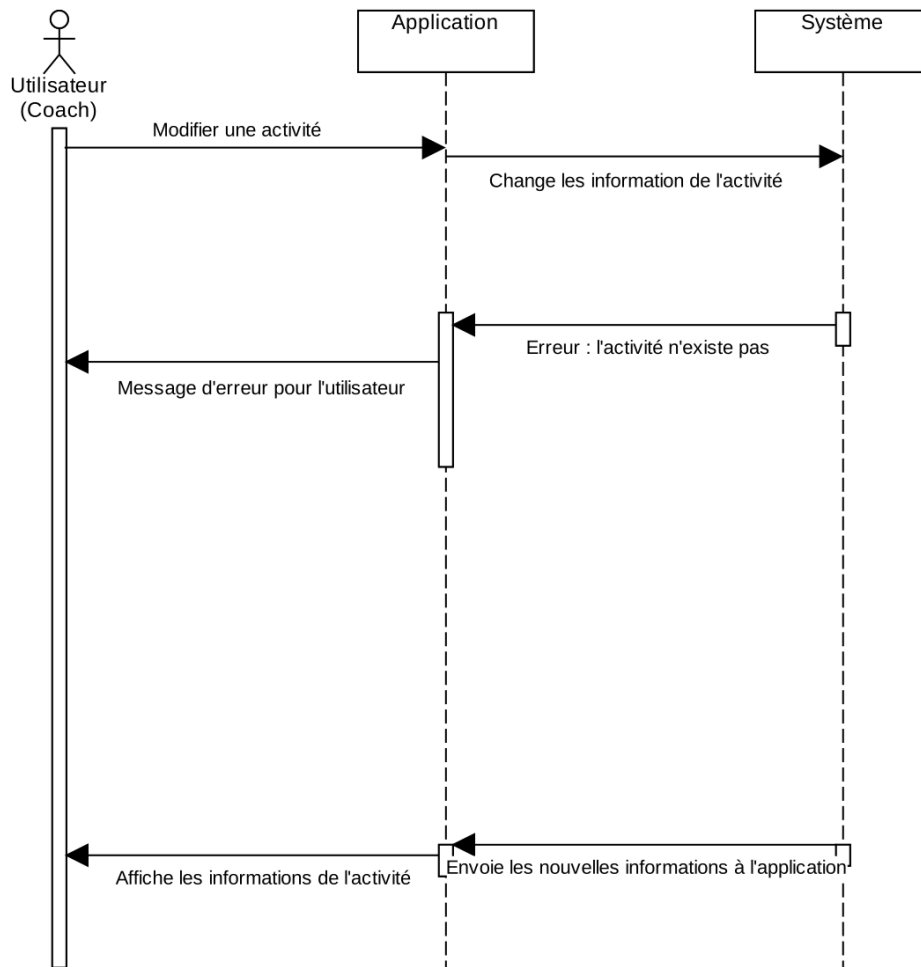 Application
Système
Utilisateur
(Coach)
Modifier une activité
Change les information de l'activité
Erreur : l'activité n'existe pas
Message d'erreur pour l'utilisateur
Envoie les nouvelles informations à l'application
Affiche les informations de l'activité